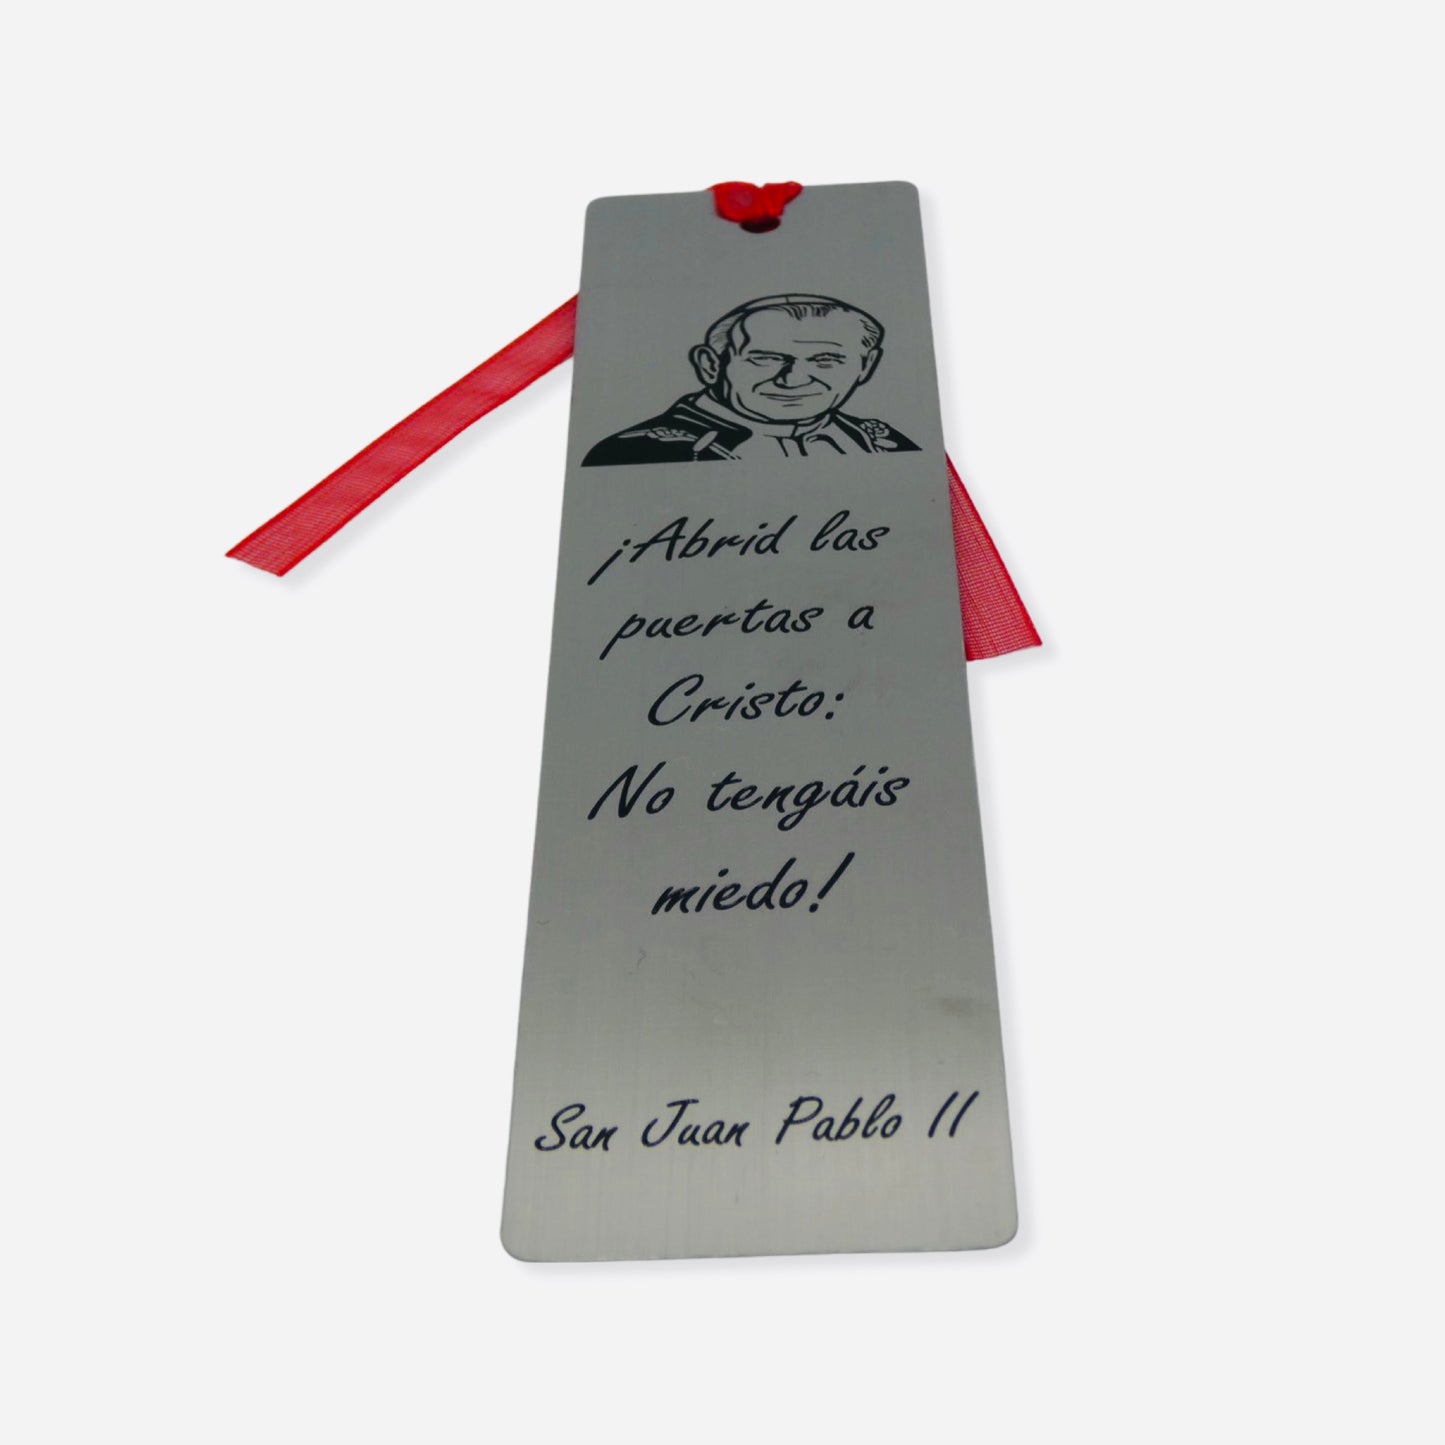 ¡Abrid las
puertas a
Cristo:
No tengáis
miedo!
San Juan Pablo II